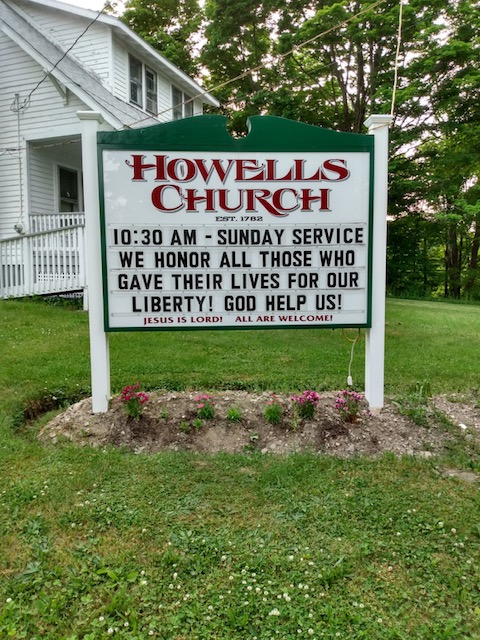 HOWELLS
CHURCH
EST. 1782
10:30 AM - SUNDAY SERVICE
WE HONOR ALL THOSE WHO
GAVE THEIR LIVES FOR OUR
LIBERTY! GOD HELP US!
JESUS IS LORD! ALL ARE WELCOME!